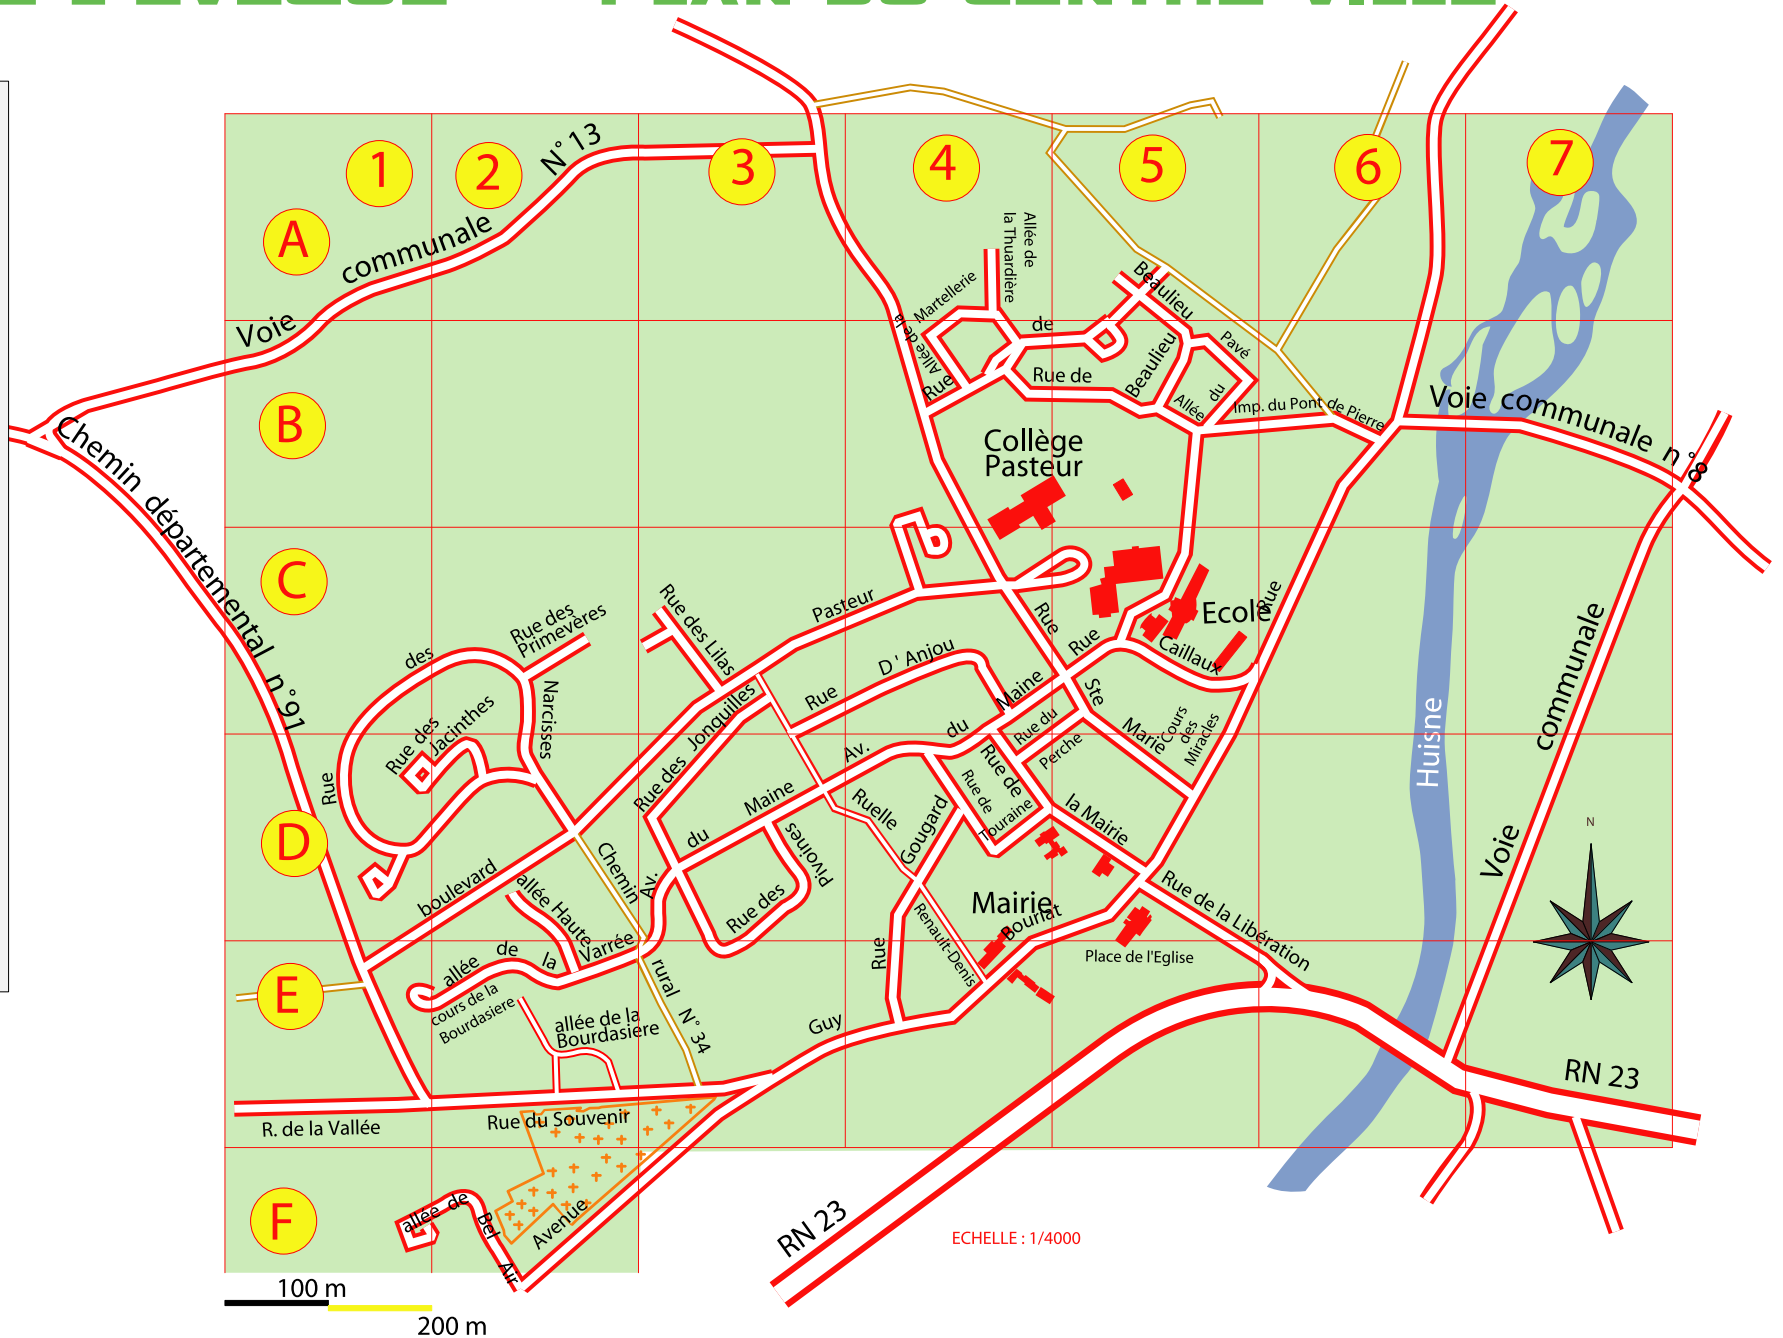 PLAN DU CENTRE VILLE
1
2
3
4
5
6
7
A
B
C
D
E
F
Voie communale N° 13
Chemin départemental n°91
Allée de
la Thuardière
Allée de la Martellerie
Rue de Beaulieu
Rue de Beaulieu
Allée du Pavé
Imp. du Pont de Pierre
Voie communale n°8
Collège
Pasteur
Ecole
Rue
Caillaux
Rue Ste Marie
Cours
des
Miracles
Rue des
Primevères
Rue des Narcisses
Rue des
Jacinthes
Rue des Lilas
boulevard Pasteur
Rue D'Anjou
Rue des Jonquilles
Av. du Maine
Av. du Maine
Rue
Rue du
Perche
Rue de
la Mairie
Rue de
Touraine
Ruelle Renault-Denis
Rue Gougard
Rue des Pivoines
Mairie
Rue de la Libération
Place de l'Eglise
Guy Bouriat
Avenue
Chemin rural N° 34
allée Haute
allée de la Varrée
cours de la
Bourdasiere
allée de la
Bourdasière
R. de la Vallée
Rue du Souvenir
allée de Bel Air
Huisne
Voie communale
N
RN 23
RN 23
ECHELLE : 1/4000
100 m
200 m